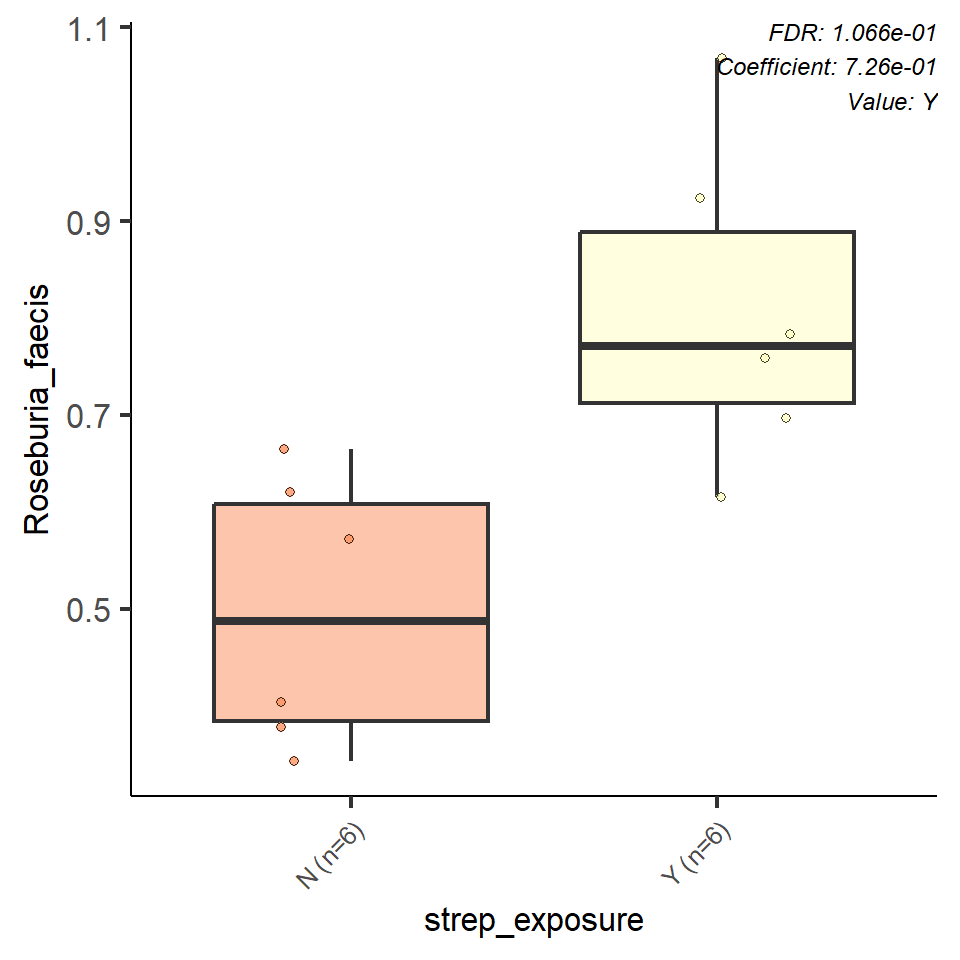 FDR: 1.066e-01
Coefficient: 7.26e-01
Value: Y
1.1
0.9
0.7
0.5
Roseburia_faecis
N (n=6)
Y (n=6)
strep_exposure